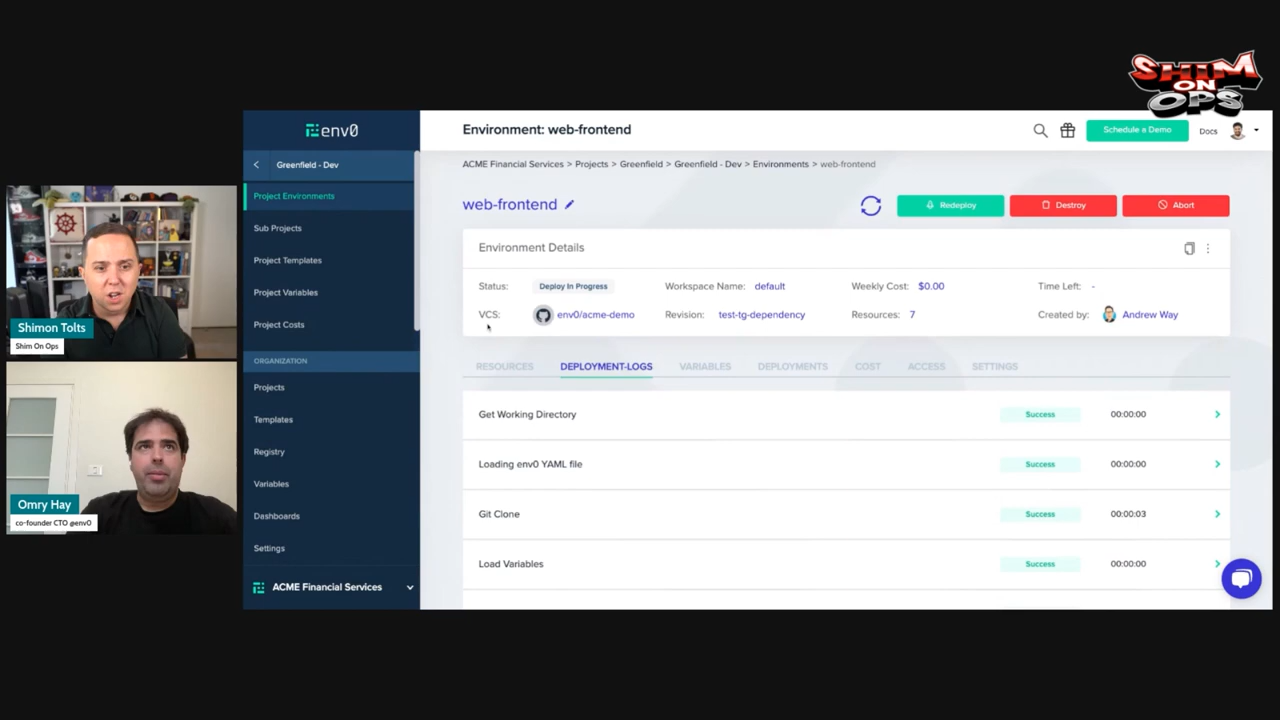 SHIM
ON
OPS
env0
Environment: web-frontend
Schedule a Demo
Docs
Greenfield - Dev
ACME Financial Services > Projects > Greenfield > Greenfield - Dev > Environments > web-frontend
Project Environments
Sub Projects
Project Templates
Project Variables
Project Costs
ORGANIZATION
Projects
Templates
Registry
Variables
Dashboards
Settings
ACME Financial Services
web-frontend
Redeploy
Destroy
Abort
Environment Details
Status: Deploy In Progress Workspace Name: default Weekly Cost: $0.00 Time Left: -
VCS: env0/acme-demo Revision: test-tg-dependency Resources: 7 Created by: Andrew Way
RESOURCES DEPLOYMENT-LOGS VARIABLES DEPLOYMENTS COST ACCESS SETTINGS
Get Working Directory Success 00:00:00
Loading env0 YAML file Success 00:00:00
Git Clone Success 00:00:03
Load Variables Success 00:00:00
Shimon Tolts
Shim On Ops
Omry Hay
co-founder CTO @env0